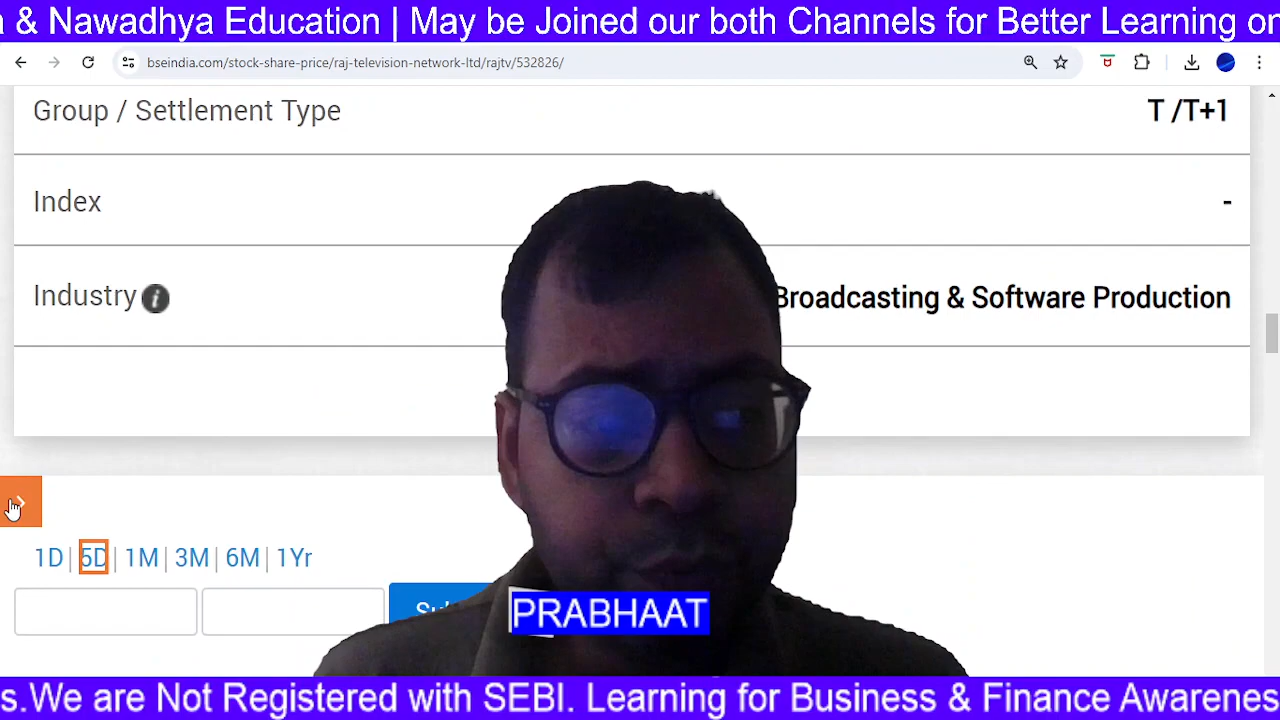 & Nawadhya Education | May be Joined our both Channels for Better Learning on
bseindia.com/stock-share-price/raj-television-network-ltd/rajtv/532826/
Group / Settlement Type T /T+1
Index -
Industry i Broadcasting & Software Production
1D | 5D | 1M | 3M | 6M | 1Yr
PRABHAAT
s.We are Not Registered with SEBI. Learning for Business & Finance Awarenes